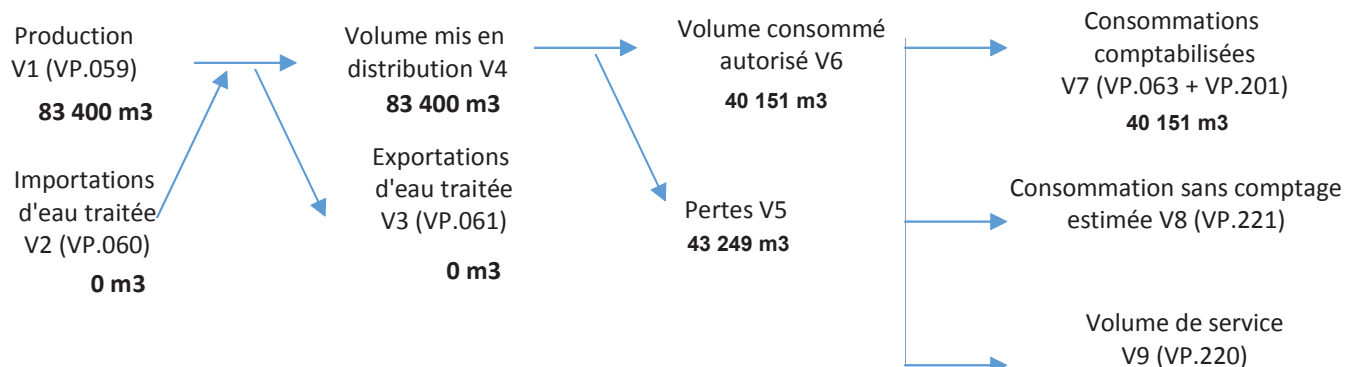 Production
V1 (VP.059)
83 400 m3
Importations
d'eau traitée
V2 (VP.060)
0 m3
Volume mis en
distribution V4
83 400 m3
Exportations
d'eau traitée
V3 (VP.061)
0 m3
Volume consommé
autorisé V6
40 151 m3
Pertes V5
43 249 m3
Consommations
comptabilisées
V7 (VP.063 + VP.201)
40 151 m3
Consommation sans comptage
estimée V8 (VP.221)
Volume de service
V9 (VP.220)